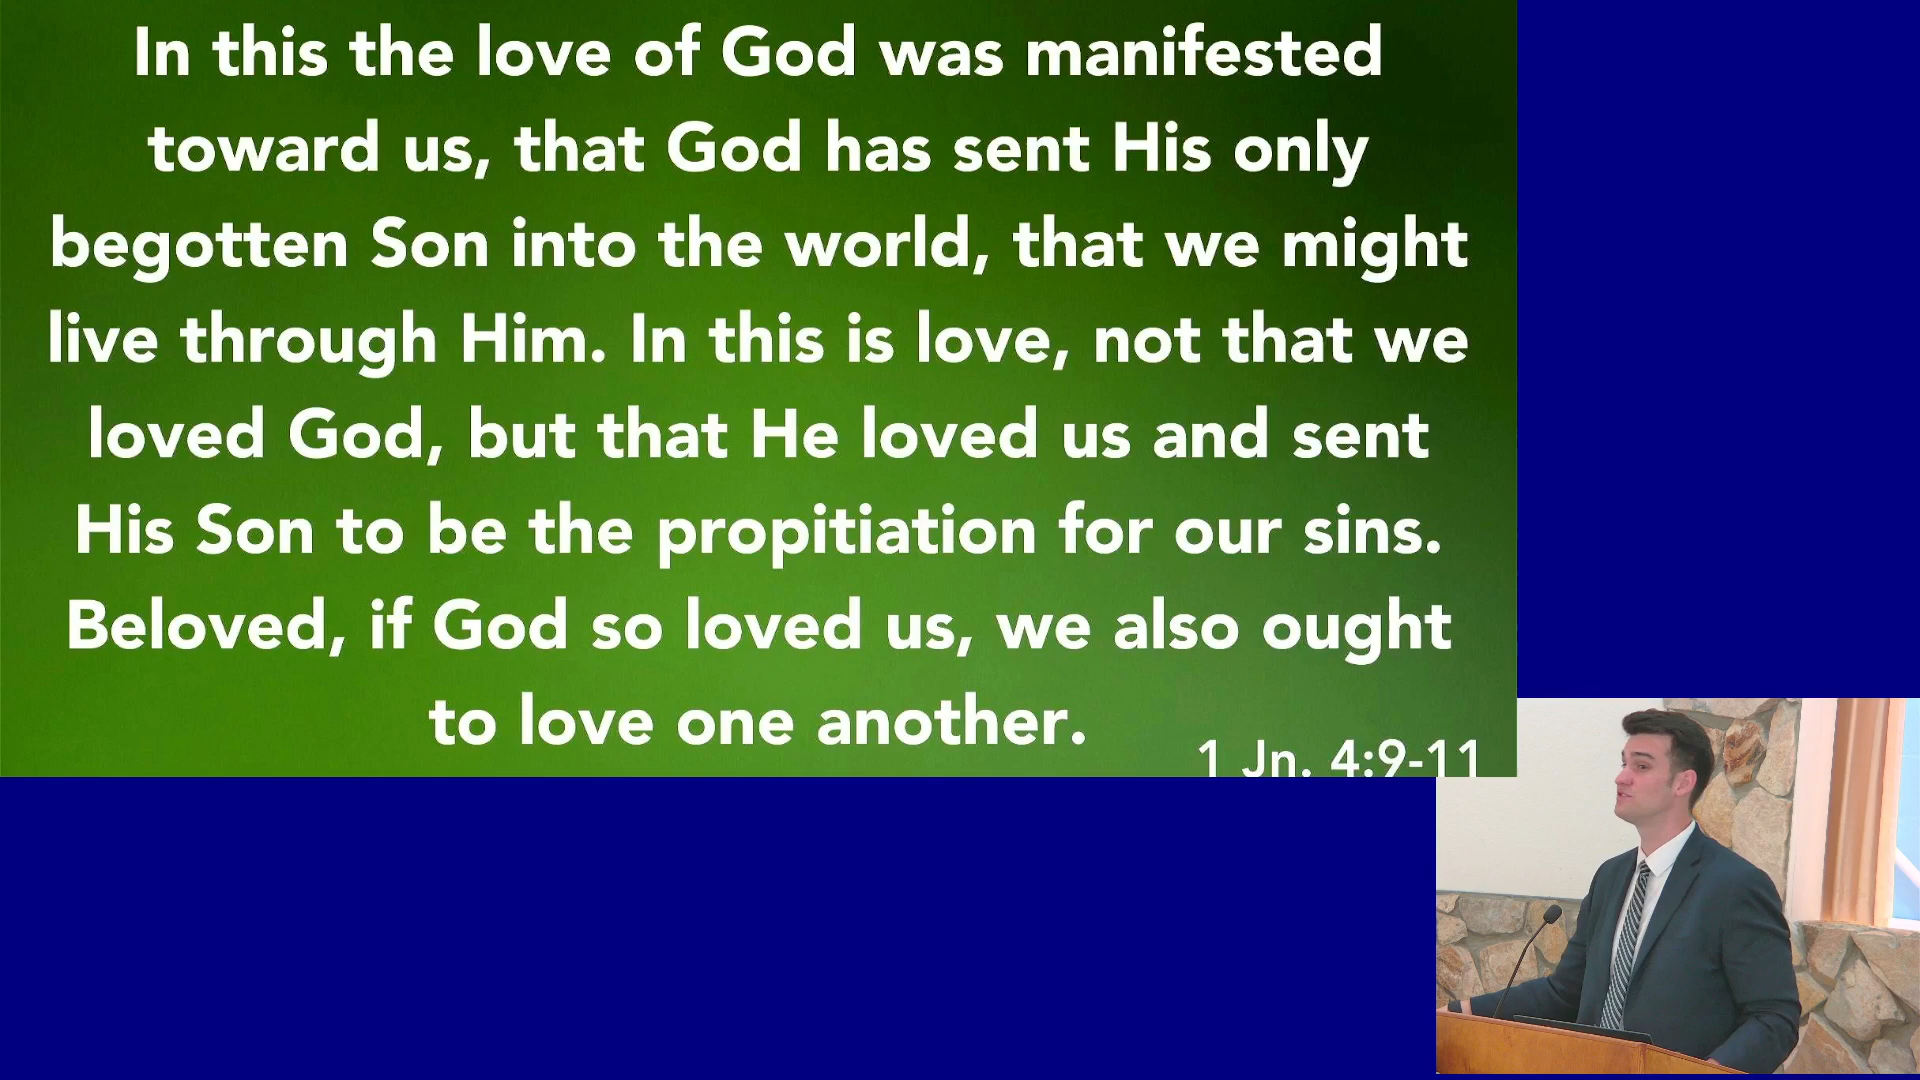 In this the love of God was manifested
toward us, that God has sent His only
begotten Son into the world, that we might
live through Him. In this is love, not that we
loved God, but that He loved us and sent
His Son to be the propitiation for our sins.
Beloved, if God so loved us, we also ought
to love one another.
1 Jn. 4:9-11